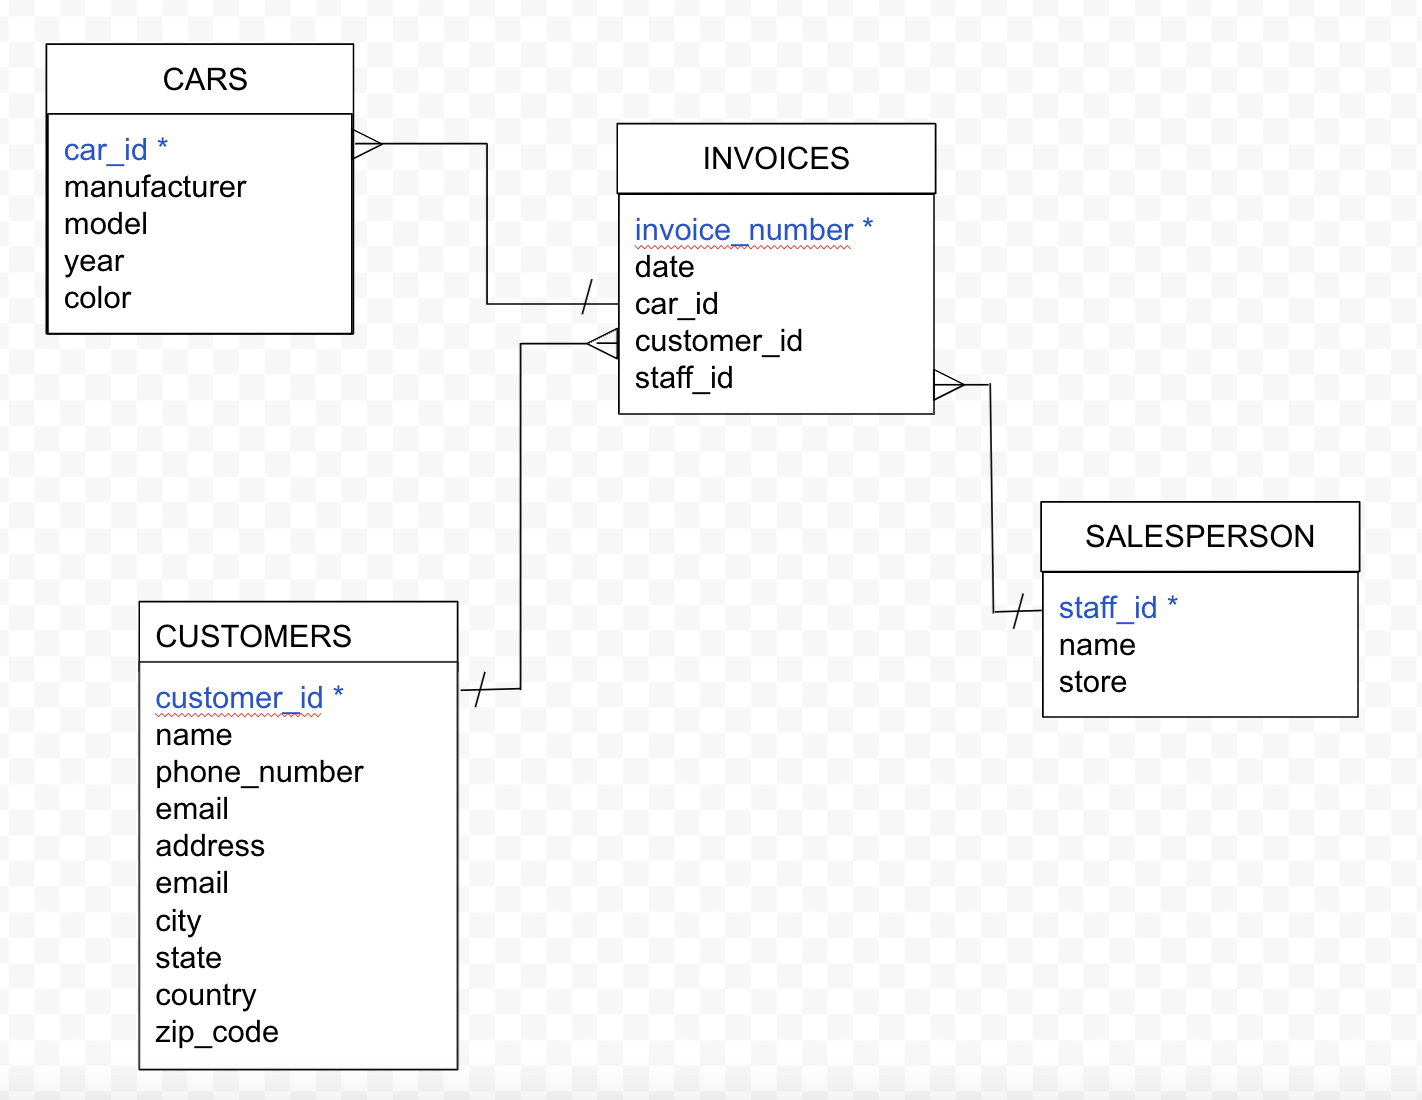 CARS
car_id *
manufacturer
model
year
color
INVOICES
invoice_number *
date
car_id
customer_id
staff_id
SALESPERSON
staff_id *
name
store
CUSTOMERS
customer_id *
name
phone_number
email
address
email
city
state
country
zip_code